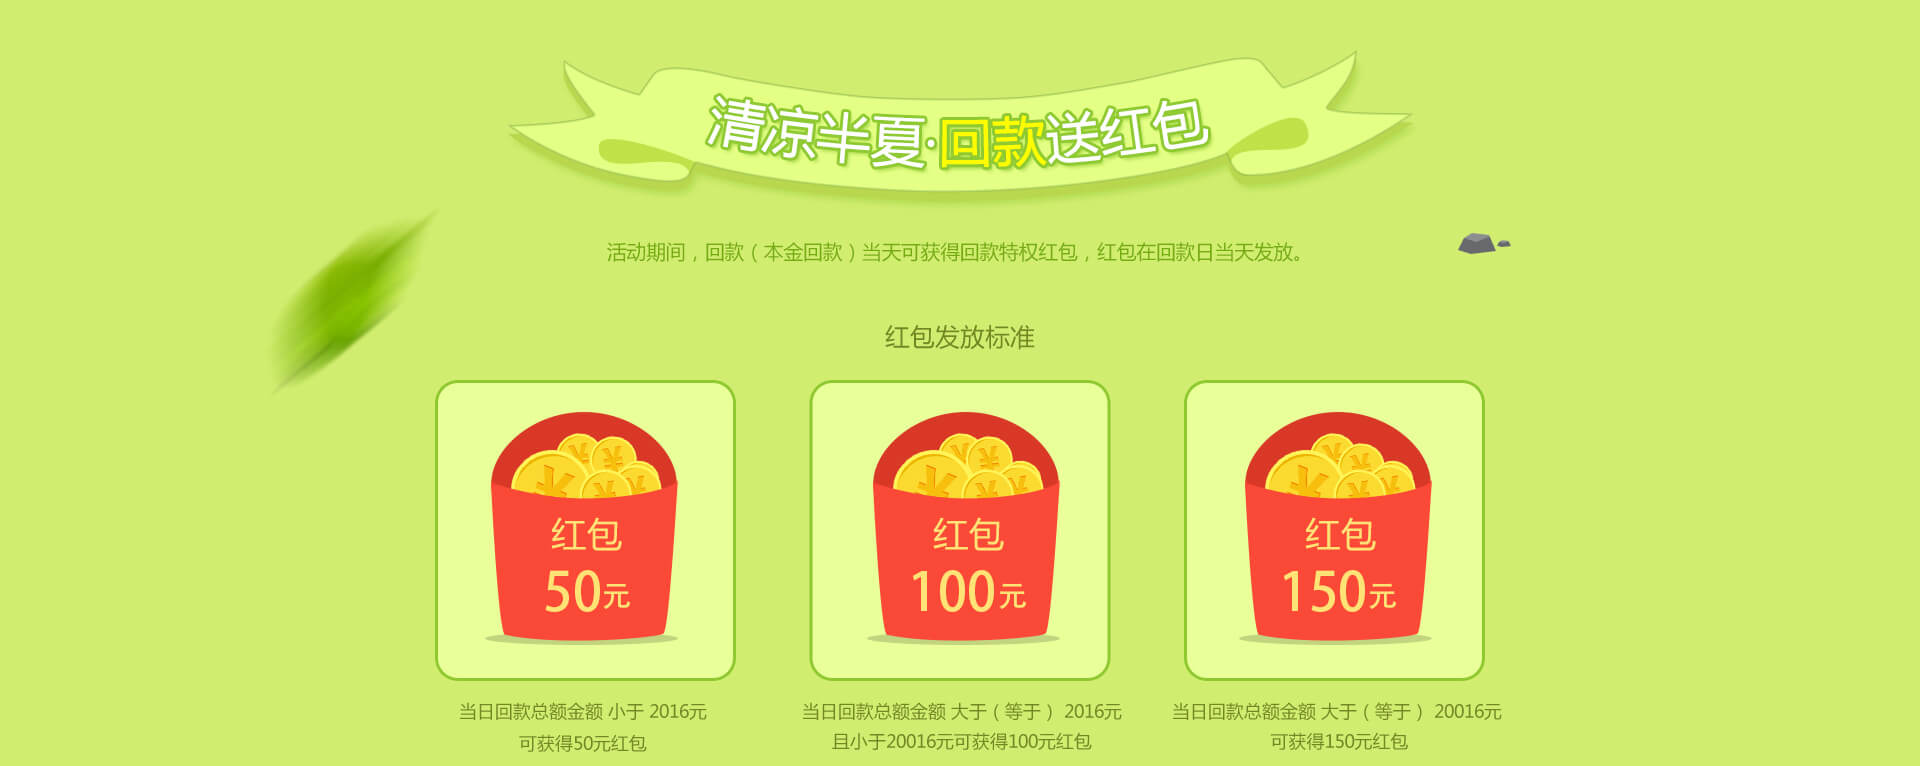 清凉半夏·回款送红包
活动期间，回款（本金回款）当天可获得回款特权红包，红包在回款日当天发放。
红包发放标准
红包
50元
红包
100元
红包
150元
当日回款总额金额 小于 2016元
可获得50元红包
当日回款总额金额 大于（等于） 2016元
且小于20016元可获得100元红包
当日回款总额金额 大于（等于） 20016元
可获得150元红包